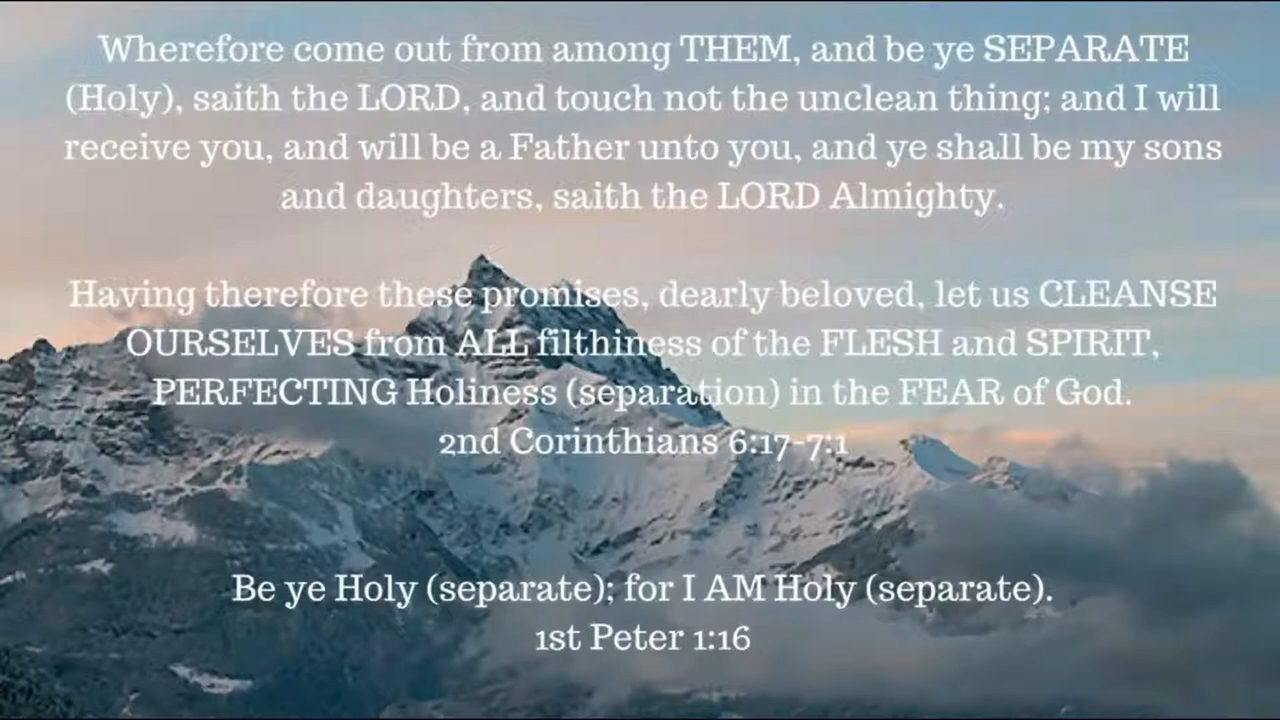 Wherefore come out from among THEM, and be ye SEPARATE
(Holy), saith the LORD, and touch not the unclean thing; and I will
receive you, and will be a Father unto you, and ye shall be my sons
and daughters, saith the LORD Almighty.
Having therefore these promises, dearly beloved, let us CLEANSE
OURSELVES from ALL filthiness of the FLESH and SPIRIT,
PERFECTING Holiness (separation) in the FEAR of God.
2nd Corinthians 6:17-7:1
Be ye Holy (separate); for I AM Holy (separate).
1st Peter 1:16